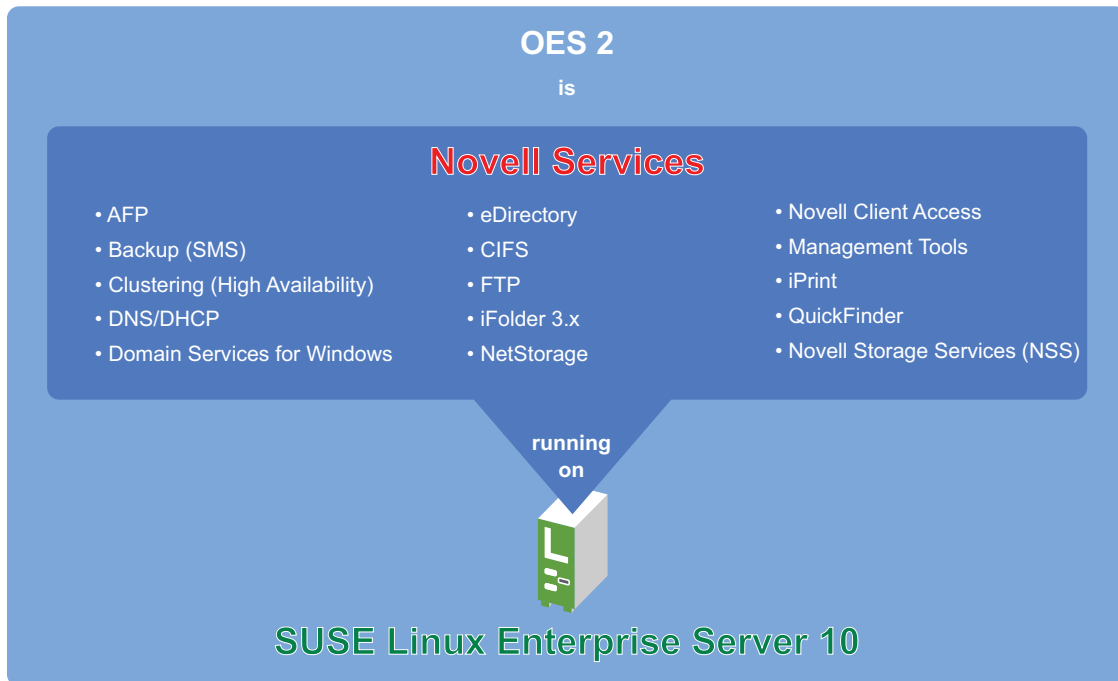 OES 2
is
Novell Services
• AFP
• Backup (SMS)
• Clustering (High Availability)
• DNS/DHCP
• Domain Services for Windows
• eDirectory
• CIFS
• FTP
• iFolder 3.x
• NetStorage
• Novell Client Access
• Management Tools
• iPrint
• QuickFinder
• Novell Storage Services (NSS)
running
on
L
SUSE Linux Enterprise Server 10